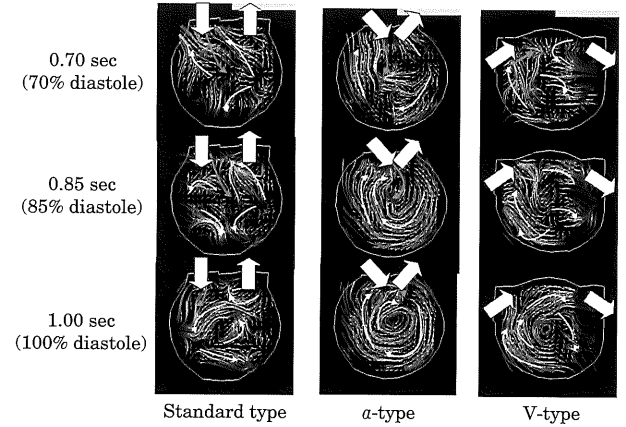 0.70 sec
(70% diastole)
0.85 sec
(85% diastole)
1.00 sec
(100% diastole)
Standard type
a-type
V-type